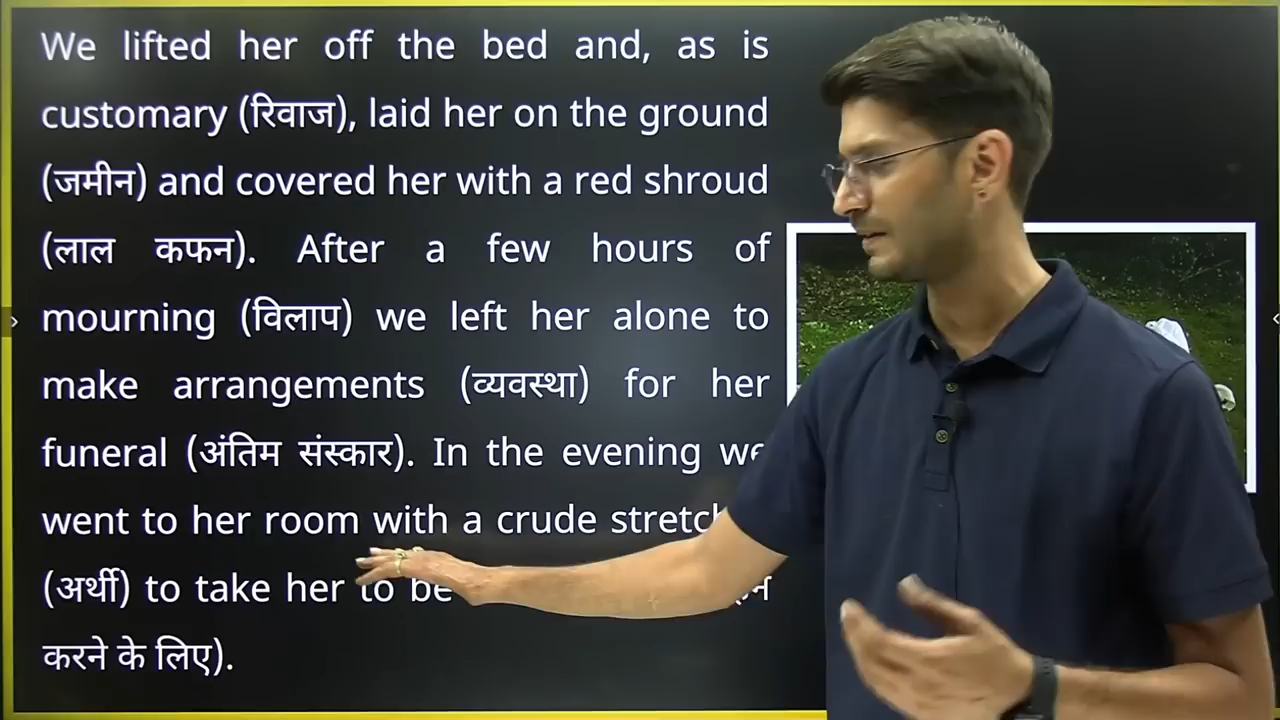 We lifted her off the bed and, as is
customary (रिवाज), laid her on the ground
(जमीन) and covered her with a red shroud
(लाल कफन). After a few hours of
mourning (विलाप) we left her alone to
make arrangements (व्यवस्था) for her
funeral (अंतिम संस्कार). In the evening we
went to her room with a crude
(अर्थी) to take her to be
करने के लिए).